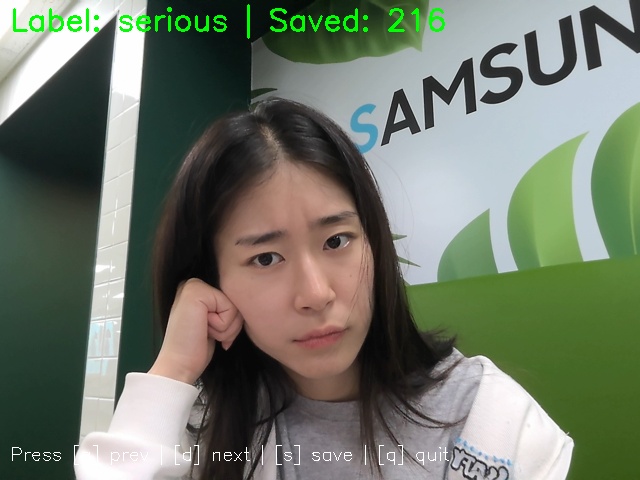 Label: serious | Saved: 216
SAMSUN
Press [a] prev | [d] next | [s] save | [q] quit